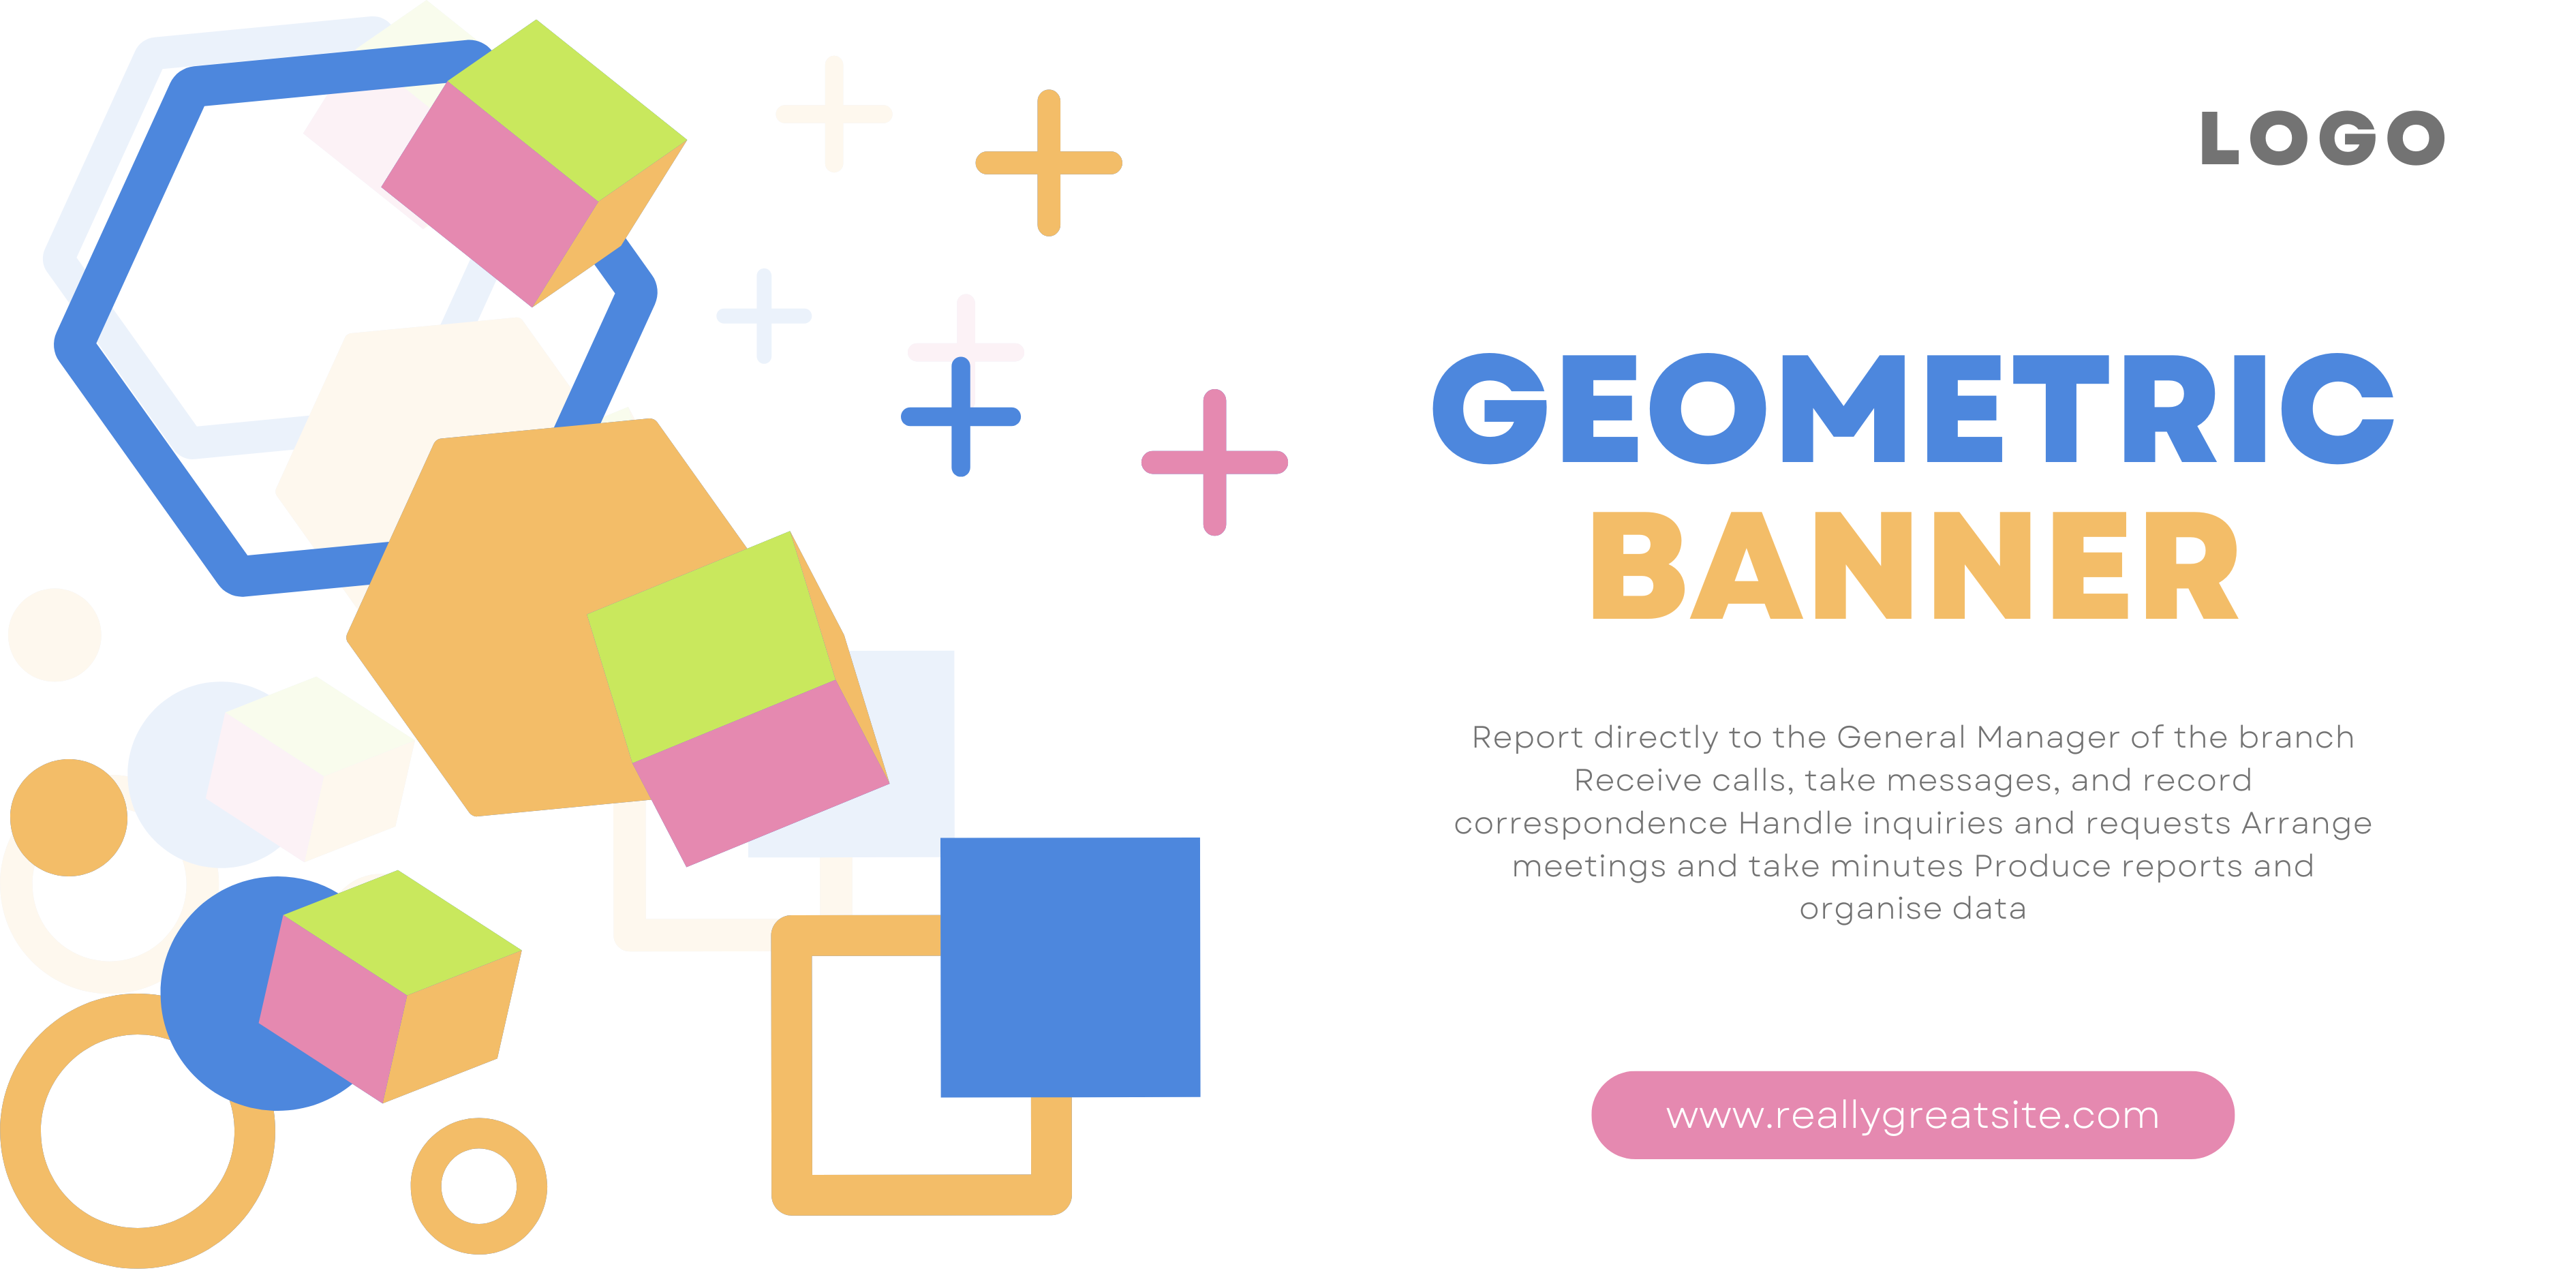 LOGO
GEOMETRIC
BANNER
Report directly to the General Manager of the branch
Receive calls, take messages, and record
correspondence Handle inquiries and requests Arrange
meetings and take minutes Produce reports and
organise data
www.reallygreatsite.com